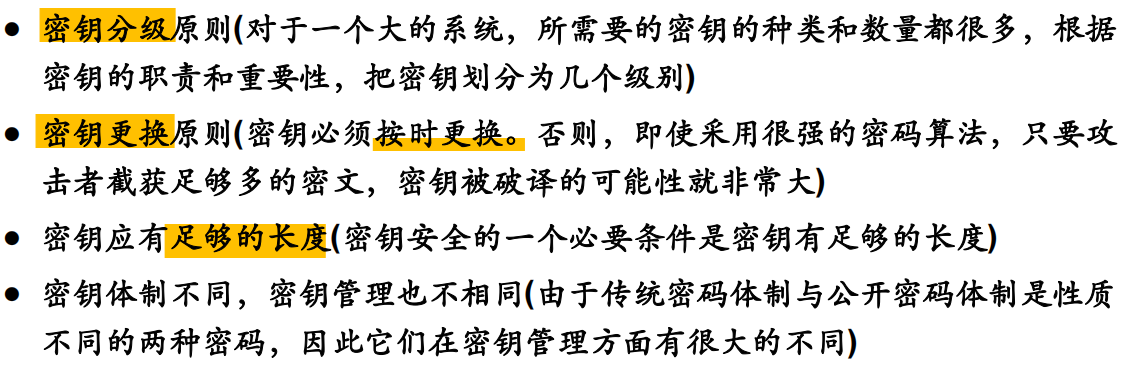 ● 密钥分级原则(对于一个大的系统，所需要的密钥的种类和数量都很多，根据
密钥的职责和重要性，把密钥划分为几个级别)
● 密钥更换原则(密钥必须按时更换。否则，即使采用很强的密码算法，只要攻
击者截获足够多的密文，密钥被破译的可能性就非常大)
● 密钥应有足够的长度(密钥安全的一个必要条件是密钥有足够的长度)
● 密钥体制不同，密钥管理也不相同(由于传统密码体制与公开密码体制是性质
不同的两种密码，因此它们在密钥管理方面有很大的不同)